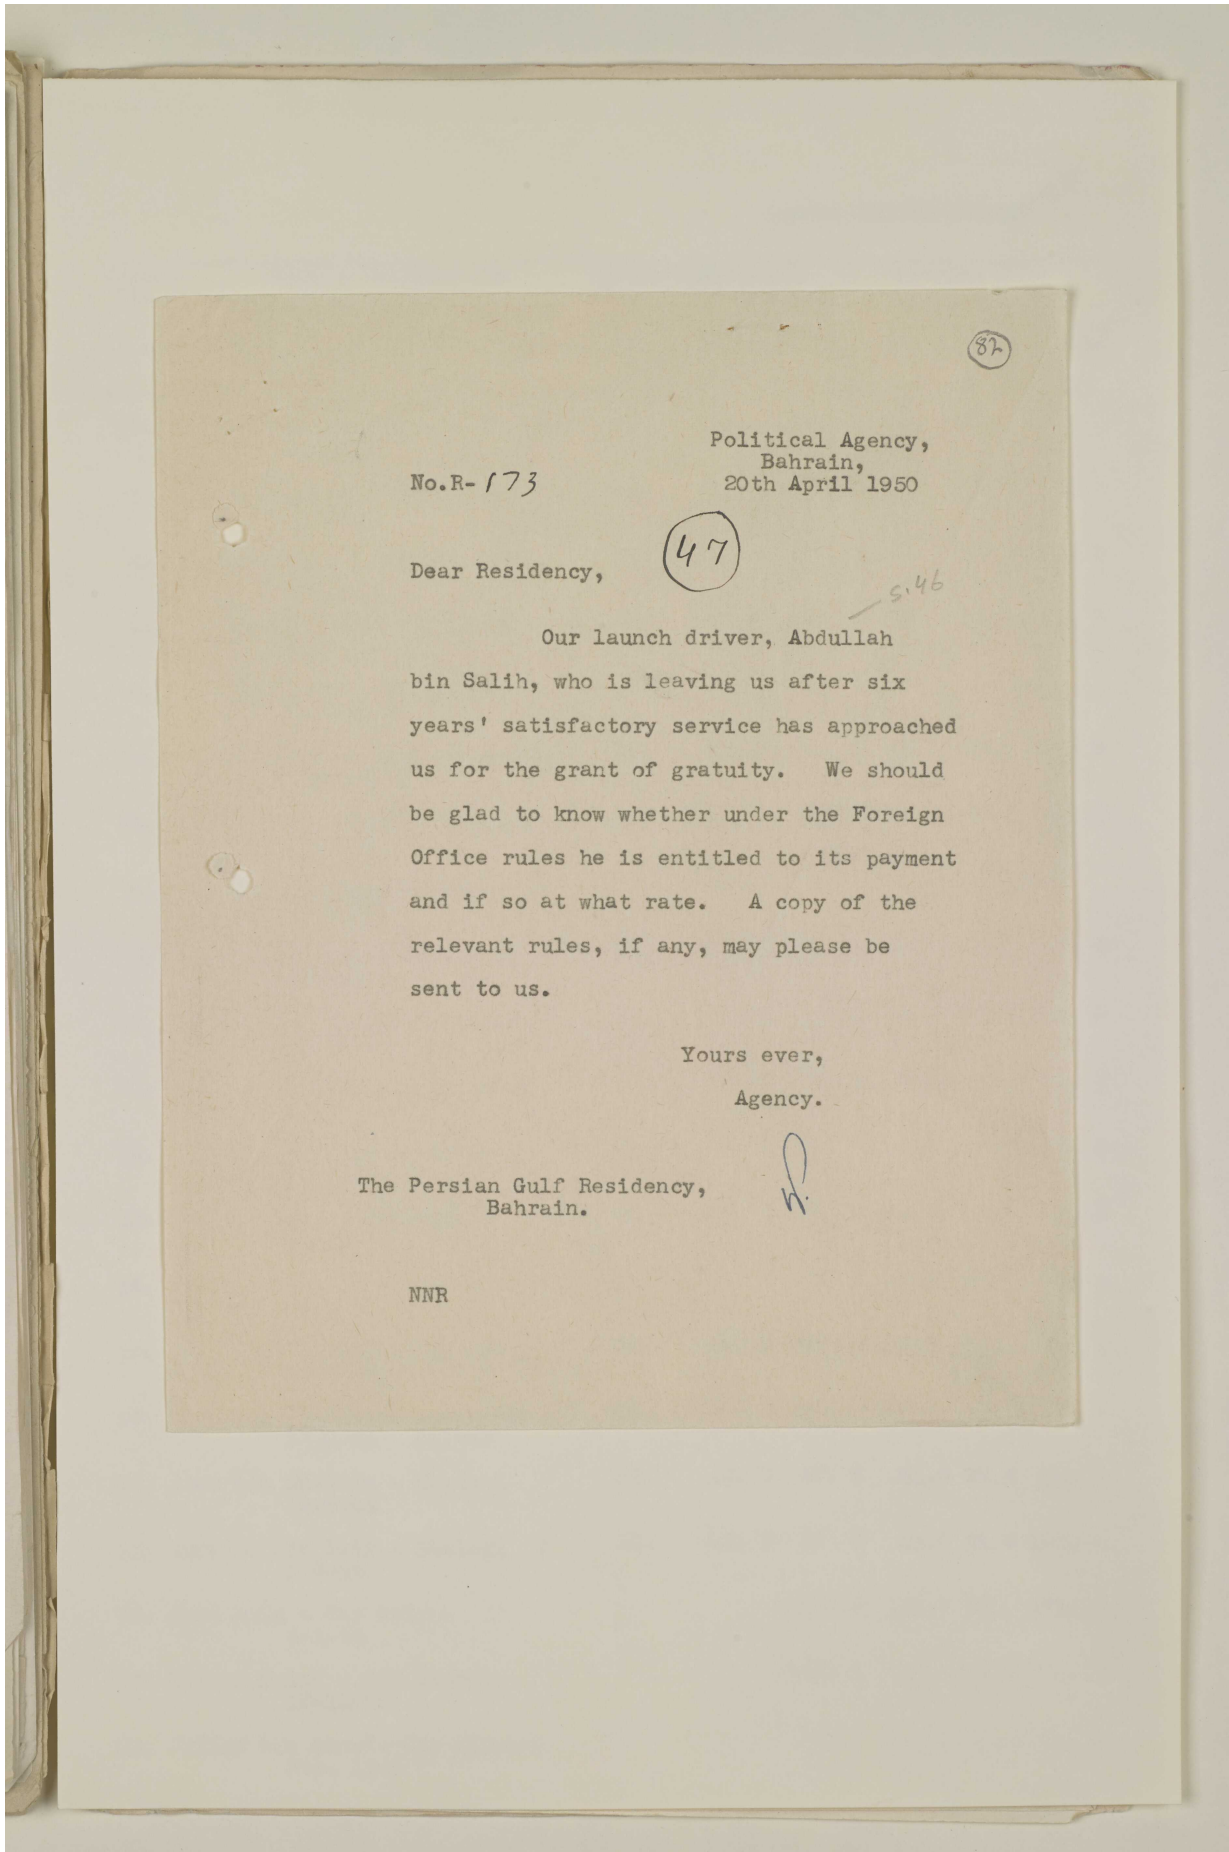 82
Political Agency,
Bahrain,
No.R-173 20th April 1950
47
Dear Residency,
s.46
Our launch driver, Abdullah
bin Salih, who is leaving us after six
years' satisfactory service has approached
us for the grant of gratuity. We should
be glad to know whether under the Foreign
Office rules he is entitled to its payment
and if so at what rate. A copy of the
relevant rules, if any, may please be
sent to us.
Yours ever,
Agency.
The Persian Gulf Residency,
Bahrain.
NNR